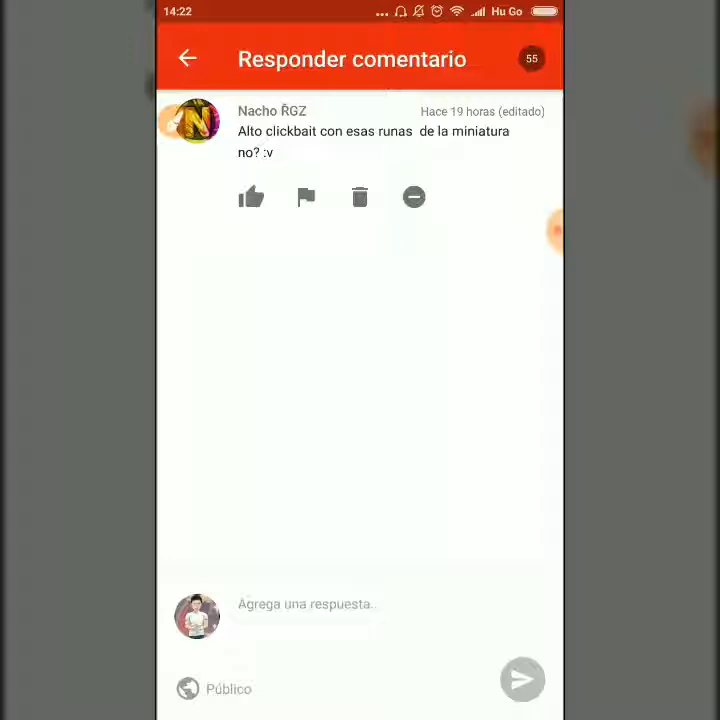 14:22 ... Hu Go
Responder comentario 55
Nacho ŘGZ Hace 19 horas (editado)
Alto clickbait con esas runas de la miniatura
no? :v
Agrega una respuesta..
Público